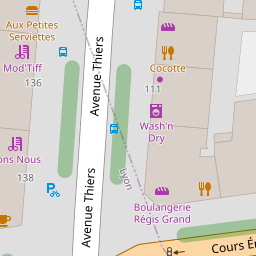 Aux Petites
Serviettes
Mod'Tiff
136
Avenue Thiers
Cocotte
111
Wash'n
Dry
ons Nous
138
Lyon
Avenue Thiers
Boulangerie
Régis Grand
Cours É